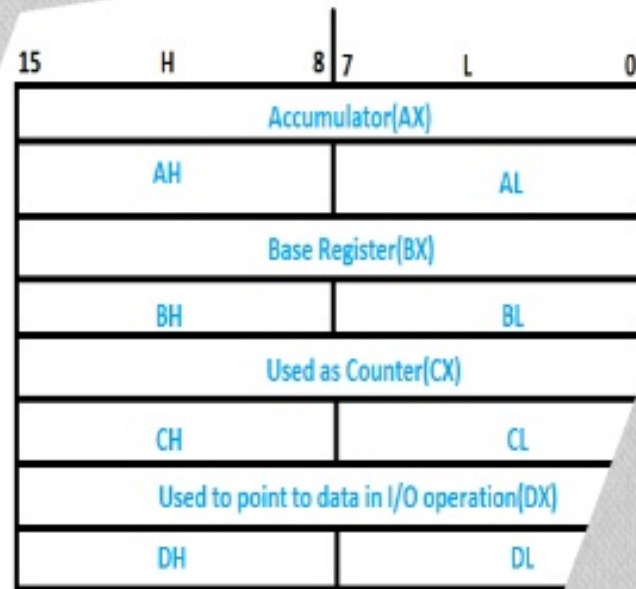 15 H 8 7 L 0
Accumulator(AX)
AH AL
Base Register(BX)
BH BL
Used as Counter(CX)
CH CL
Used to point to data in I/O operation(DX)
DH DL